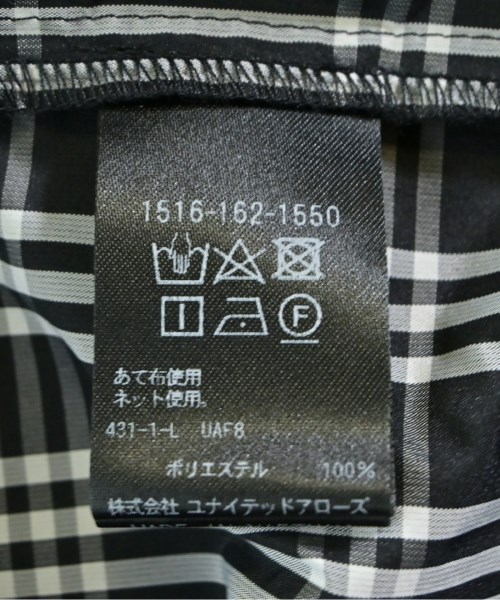 1516-162-1550
F
あて布使用
ネット使用。
431-1-L UAF8
ポリエステル 100%
株式会社 ユナイテッドアローズ